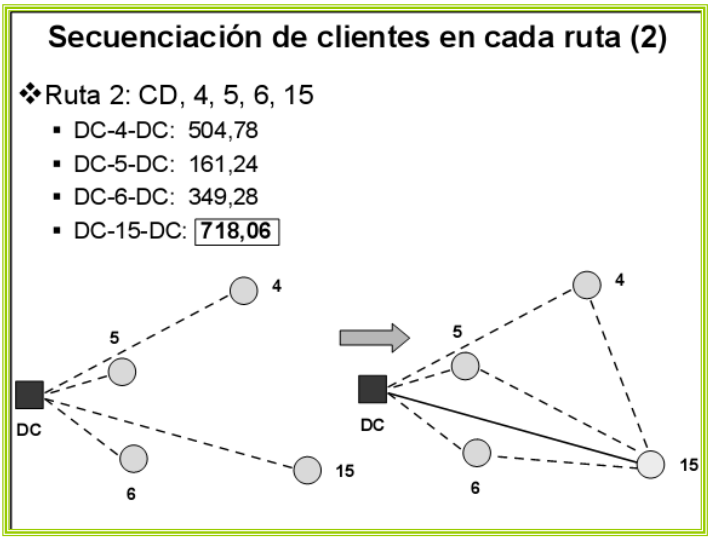 Secuenciación de clientes en cada ruta (2)
❖Ruta 2: CD, 4, 5, 6, 15
▪ DC-4-DC: 504,78
▪ DC-5-DC: 161,24
▪ DC-6-DC: 349,28
▪ DC-15-DC: 718,06
4
5
DC
15
6
4
5
DC
15
6